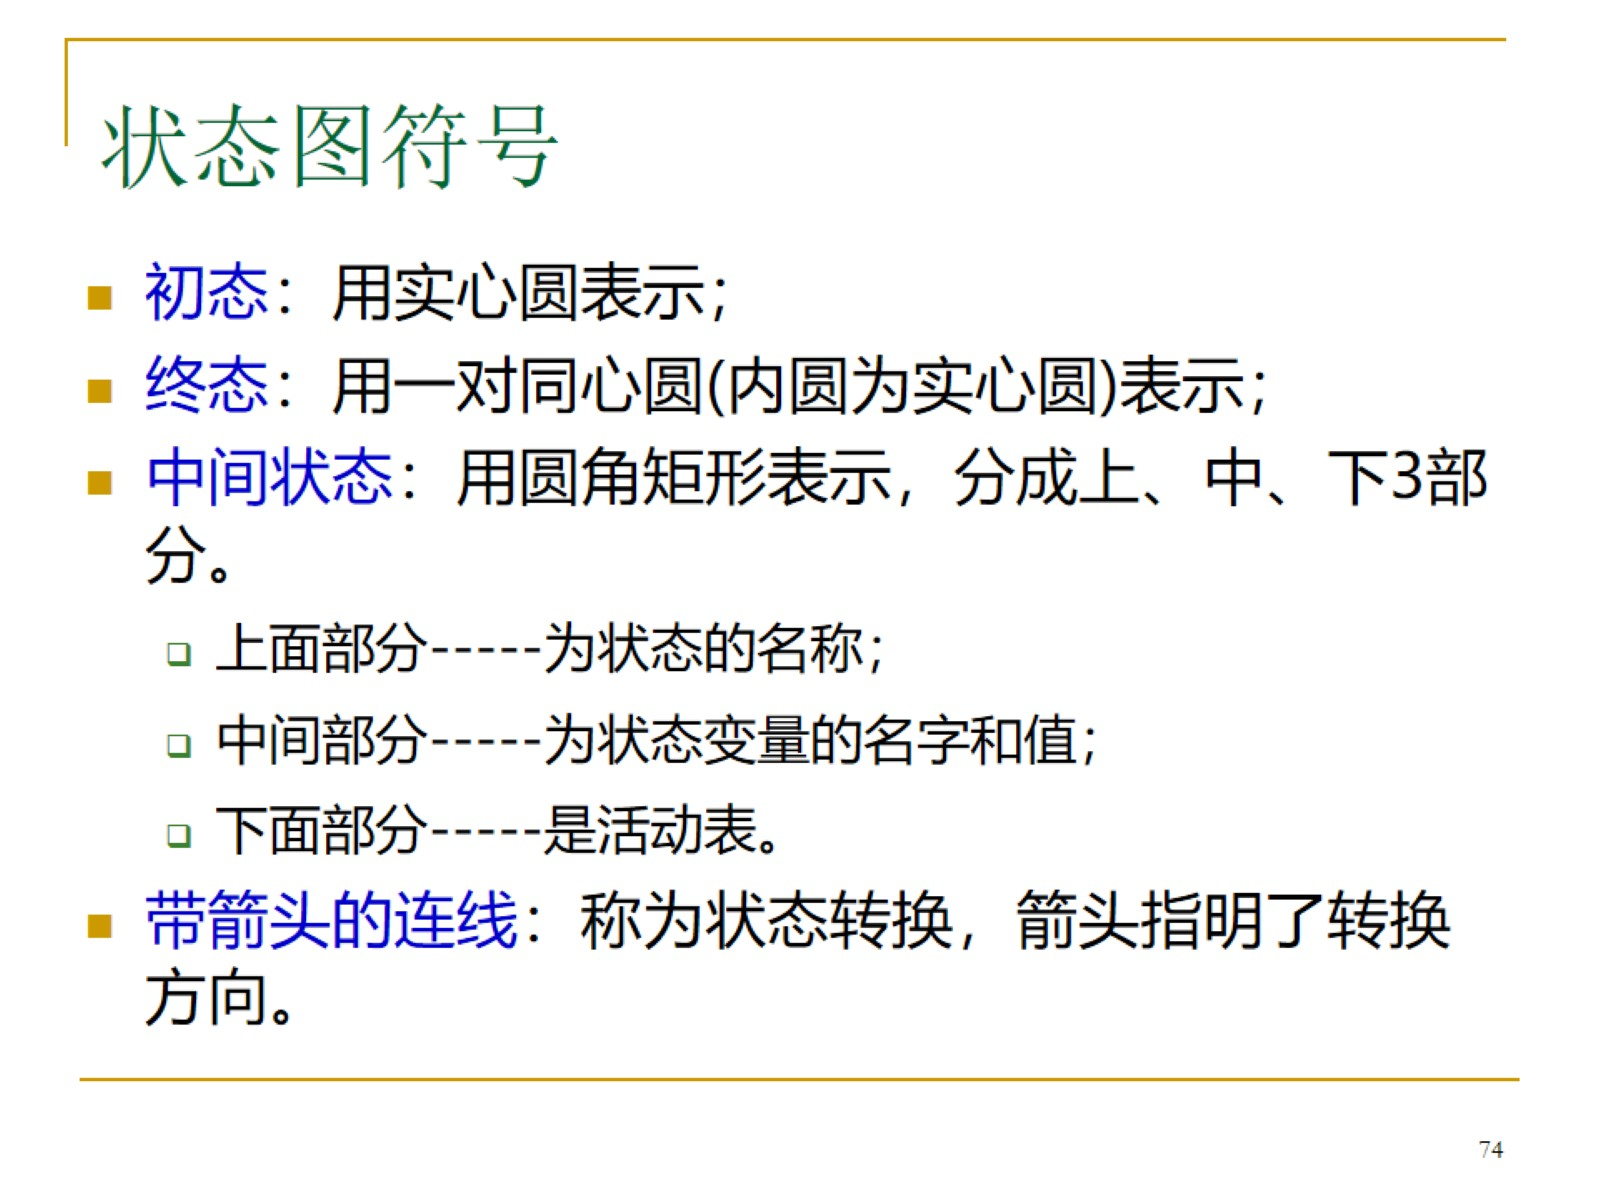 状态图符号
初态：用实心圆表示；
终态：用一对同心圆(内圆为实心圆)表示；
中间状态：用圆角矩形表示，分成上、中、下3部
分。
上面部分-----为状态的名称；
中间部分-----为状态变量的名字和值；
下面部分-----是活动表。
带箭头的连线：称为状态转换，箭头指明了转换
方向。
74